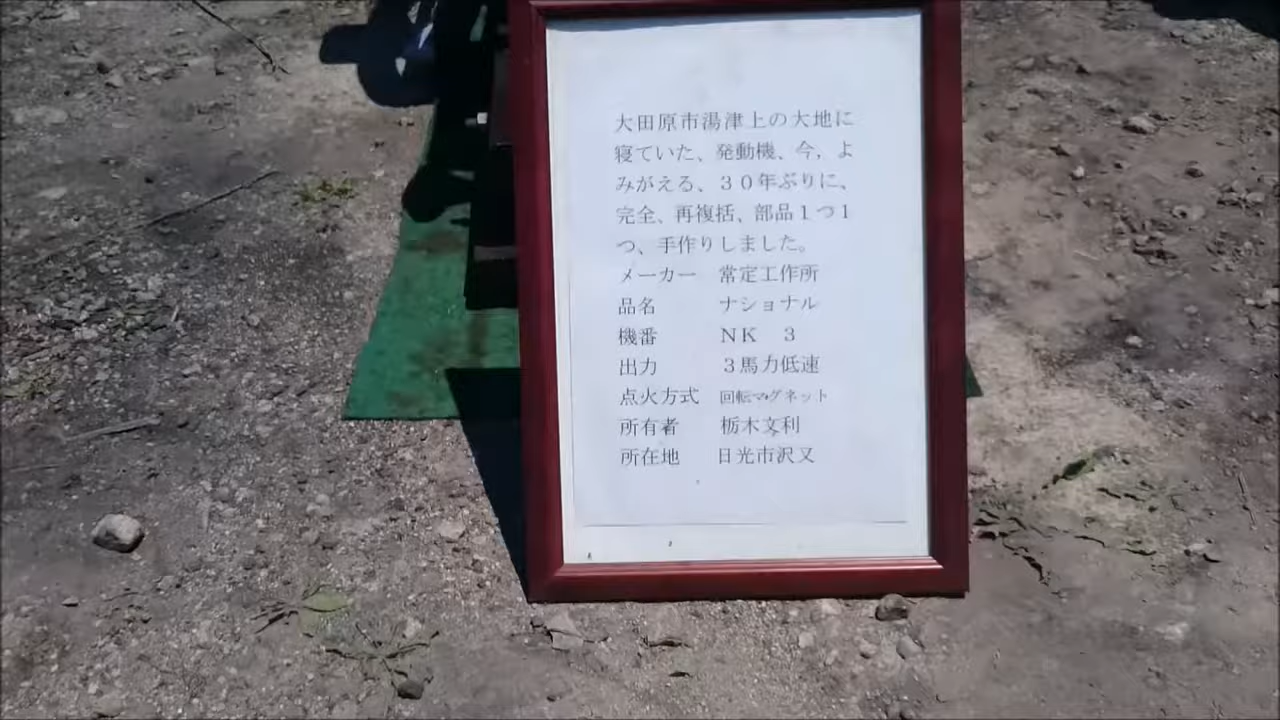 大田原市湯津上の大地に
寝ていた、発動機、今，よ
みがえる、３０年ぶりに、
完全、再複括、部品１つ１
つ、手作りしました。
メーカー　常定工作所
品名　ナショナル
機番　ＮＫ　３
出力　３馬力低速
点火方式　回転マグネット
所有者　栃木文利
所在地　日光市沢又